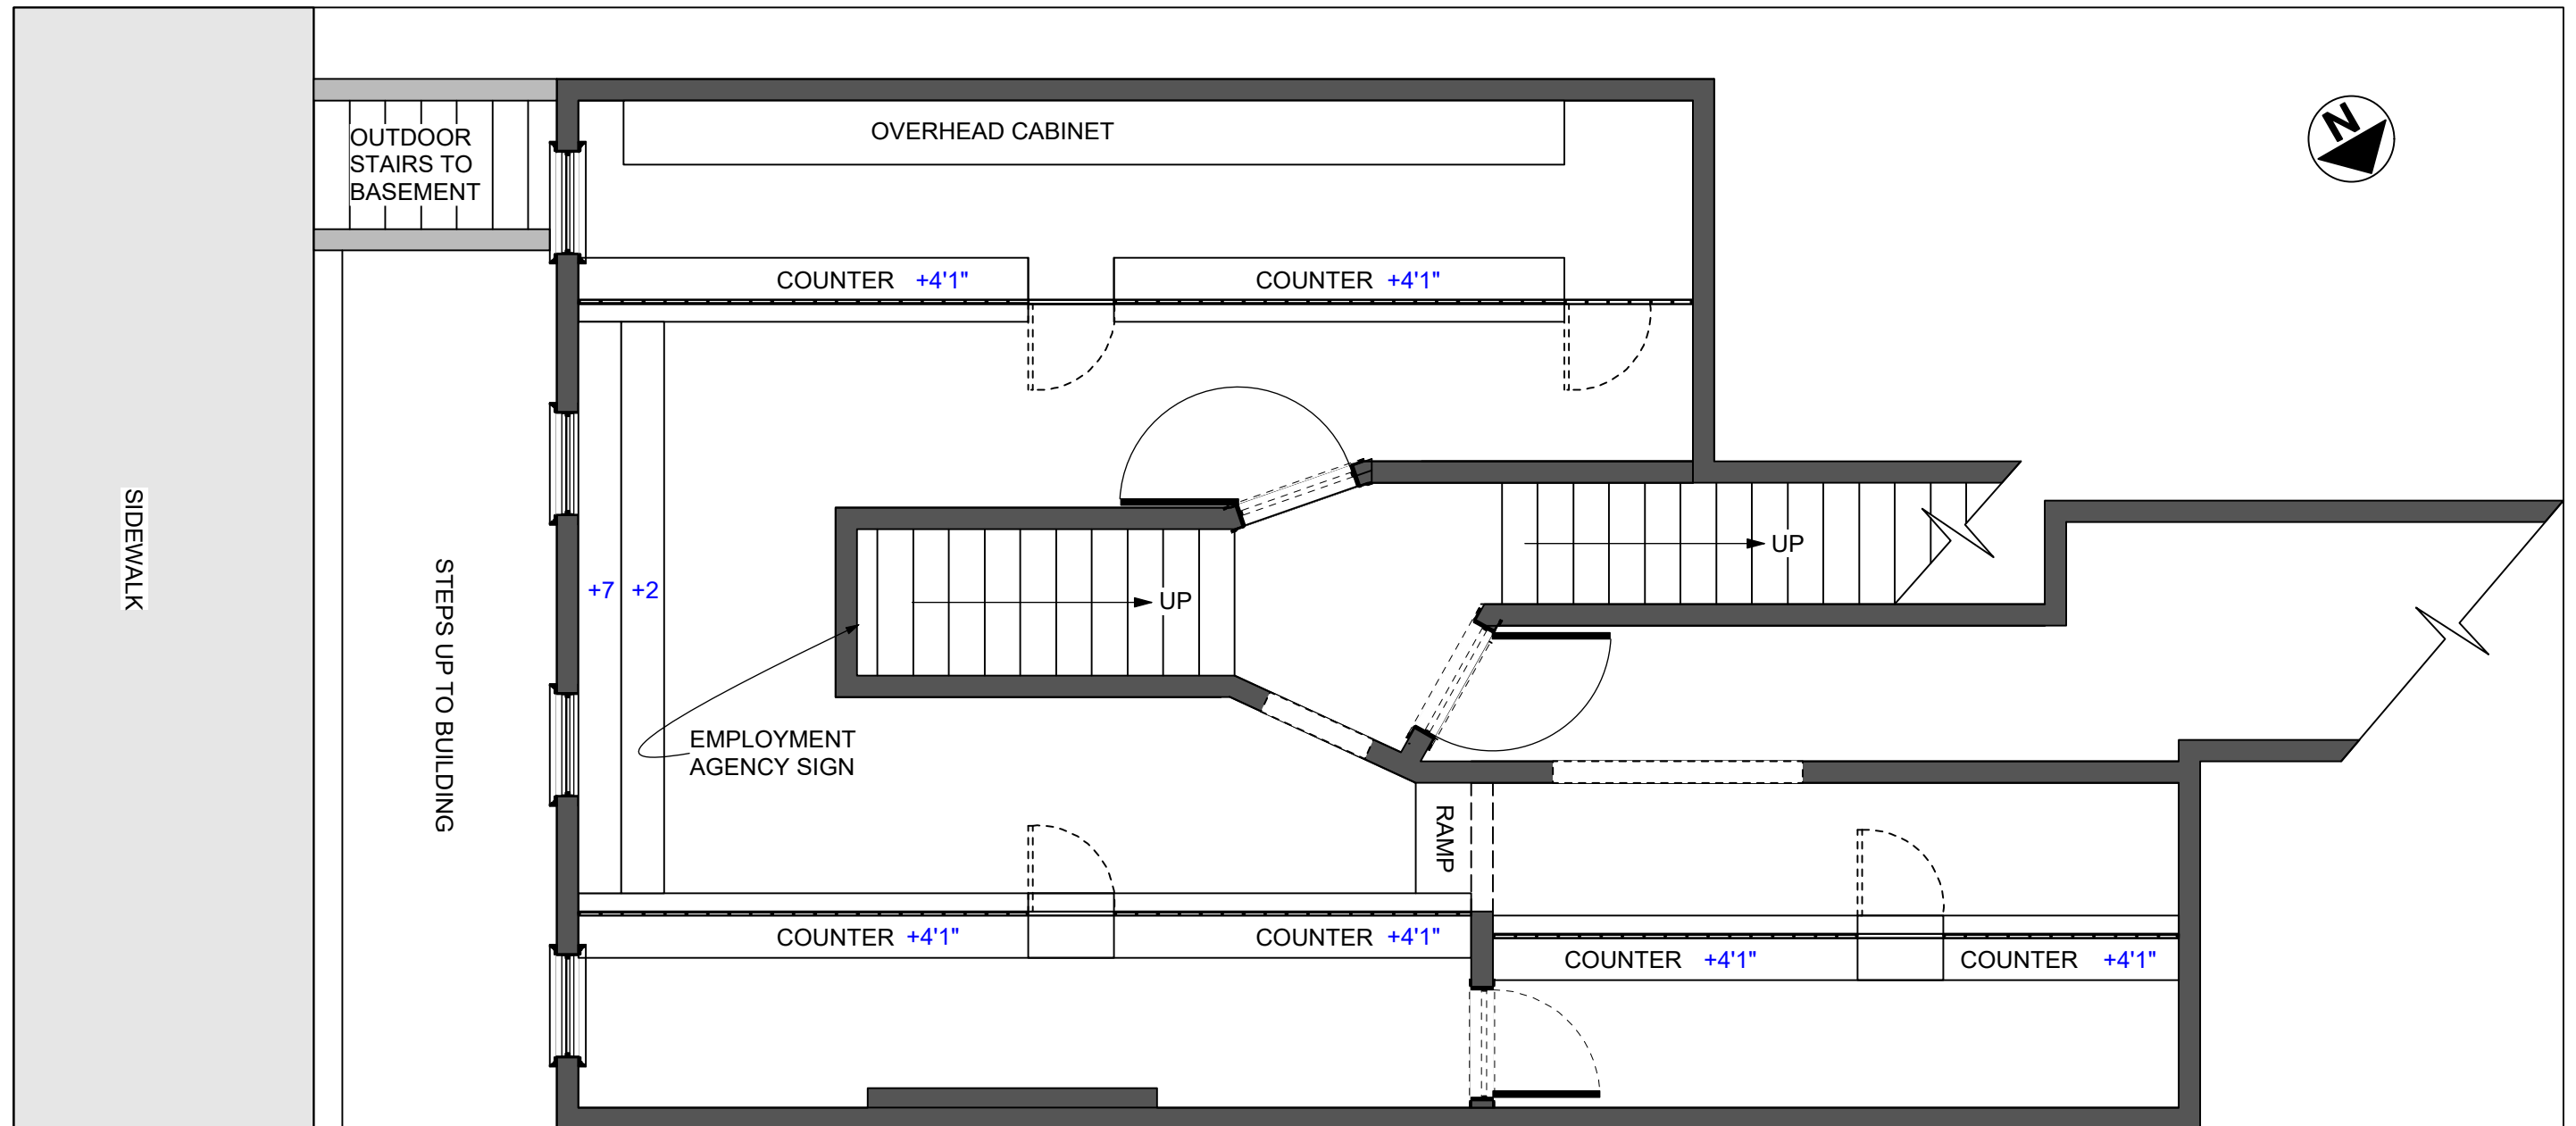 OVERHEAD CABINET
N
OUTDOOR
STAIRS TO
BASEMENT
COUNTER +4'1"
COUNTER +4'1"
SIDEWALK
STEPS UP TO BUILDING
+7 +2
UP
UP
EMPLOYMENT
AGENCY SIGN
RAMP
COUNTER +4'1"
COUNTER +4'1"
COUNTER +4'1"
COUNTER +4'1"